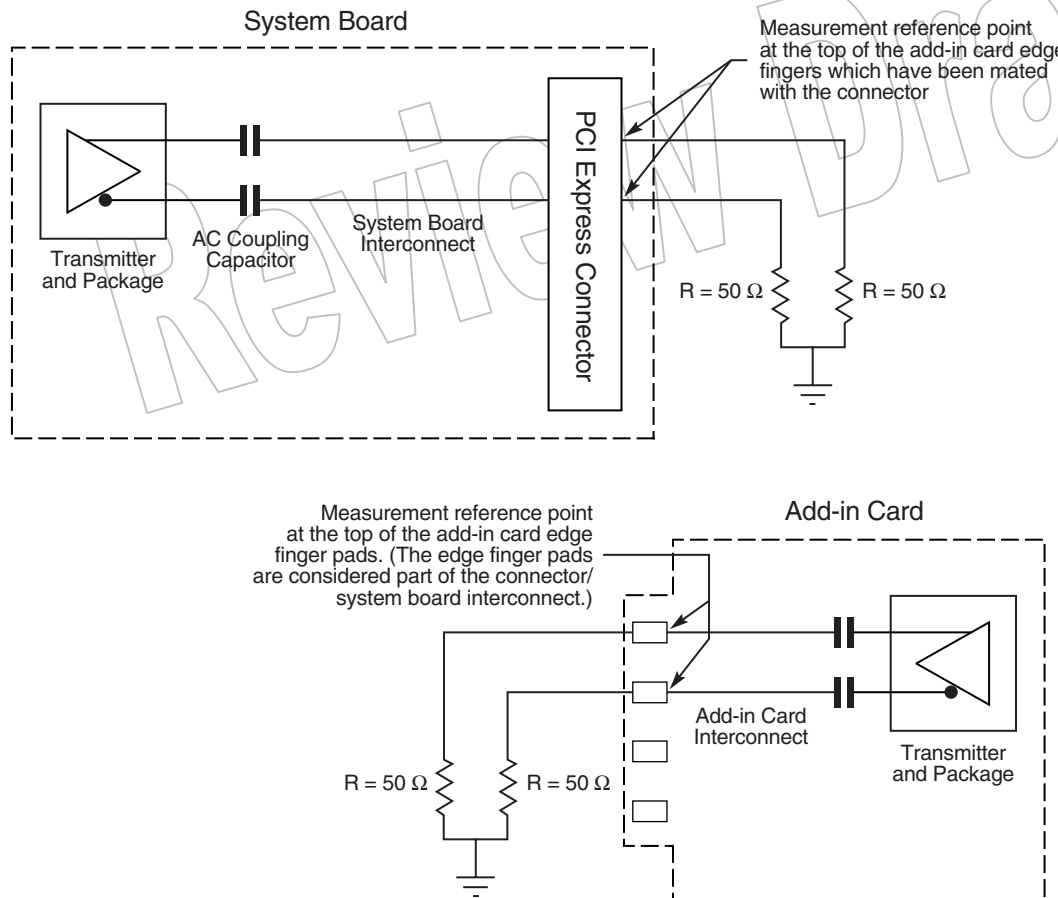 System Board
Measurement reference point
at the top of the add-in card edge
fingers which have been mated
with the connector
PCI Express Connector
Transmitter
and Package
AC Coupling
Capacitor
System Board
Interconnect
R = 50 Ω
R = 50 Ω
Review Dra
Measurement reference point
at the top of the add-in card edge
finger pads. (The edge finger pads
are considered part of the connector/
system board interconnect.)
Add-in Card
Add-in Card
Interconnect
Transmitter
and Package
R = 50 Ω
R = 50 Ω